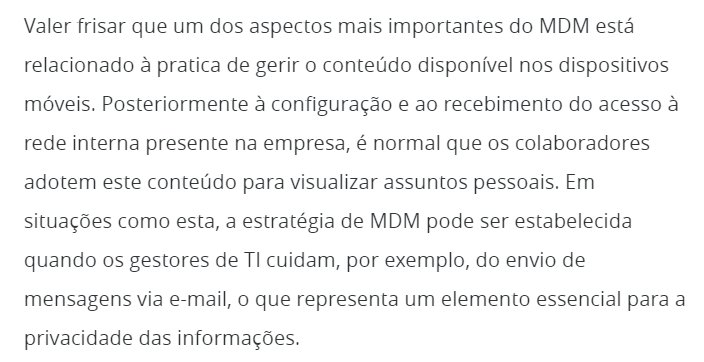 Valer frisar que um dos aspectos mais importantes do MDM está
relacionado à pratica de gerir o conteúdo disponível nos dispositivos
móveis. Posteriormente à configuração e ao recebimento do acesso à
rede interna presente na empresa, é normal que os colaboradores
adotem este conteúdo para visualizar assuntos pessoais. Em
situações como esta, a estratégia de MDM pode ser estabelecida
quando os gestores de TI cuidam, por exemplo, do envio de
mensagens via e-mail, o que representa um elemento essencial para a
privacidade das informações.